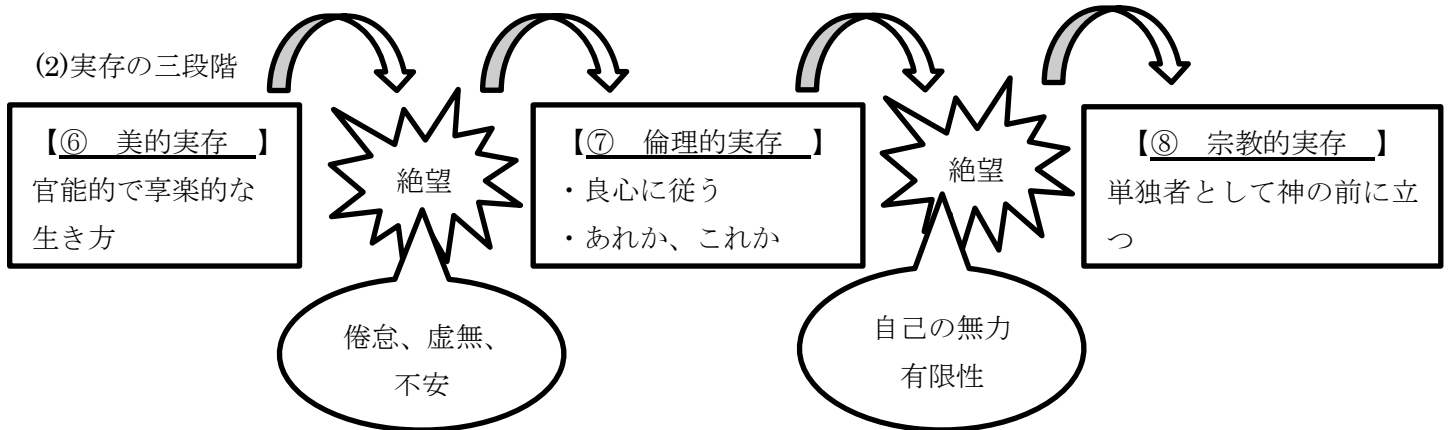 (2)実存の三段階
【⑥　美的実存　】
官能的で享楽的な
生き方
絶望
倦怠、虚無、
不安
【⑦　倫理的実存　】
・良心に従う
・あれか、これか
絶望
自己の無力
有限性
【⑧　宗教的実存　】
単独者として神の前に立
つ